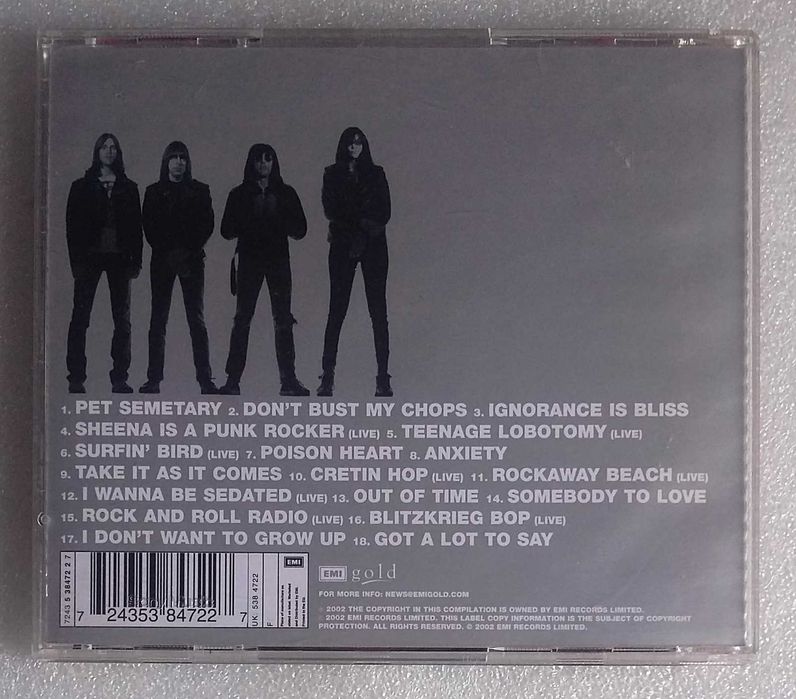 1. PET SEMETARY 2. DON'T BUST MY CHOPS 3. IGNORANCE IS BLISS
4. SHEENA IS A PUNK ROCKER (LIVE) 5. TEENAGE LOBOTOMY (LIVE)
6. SURFIN' BIRD (LIVE) 7. POISON HEART 8. ANXIETY
9. TAKE IT AS IT COMES 10. CRETIN HOP (LIVE) 11. ROCKAWAY BEACH (LIVE)
12. I WANNA BE SEDATED (LIVE) 13. OUT OF TIME 14. SOMEBODY TO LOVE
15. ROCK AND ROLL RADIO (LIVE) 16. BLITZKRIEG BOP (LIVE)
17. I DON'T WANT TO GROW UP 18. GOT A LOT TO SAY
7243 5 38472 2 7
7 24353 84722 7
UK: 538 4722
F
EMI
EMI gold
FOR MORE INFO: NEWS@EMIGOLD.COM
℗ 2002 THE COPYRIGHT IN THIS COMPILATION IS OWNED BY EMI RECORDS LIMITED.
© 2002 EMI RECORDS LIMITED. THIS LABEL COPY INFORMATION IS THE SUBJECT OF COPYRIGHT
PROTECTION. ALL RIGHTS RESERVED. © 2002 EMI RECORDS LIMITED.